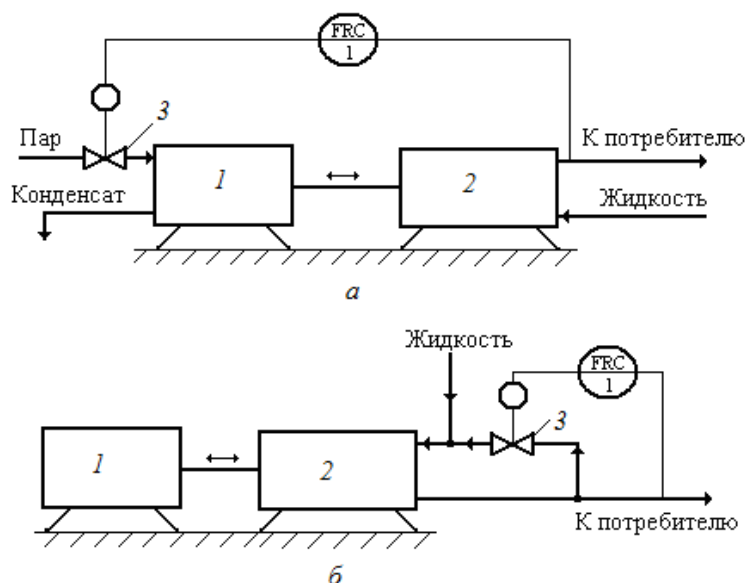 FRC
1
3
Пар
К потребителю
1
2
Конденсат
Жидкость
а
Жидкость
FRC
1
3
1
2
К потребителю
б